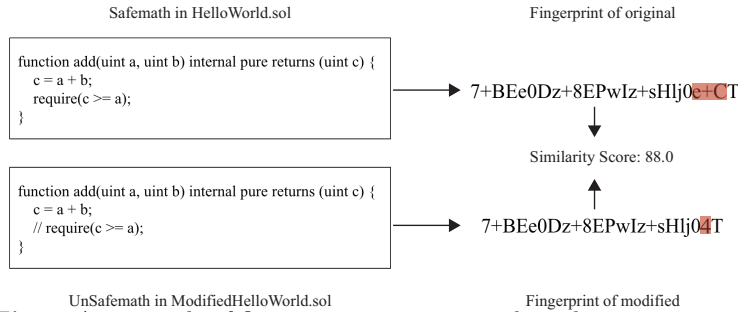 Safemath in HelloWorld.sol
Fingerprint of original
function add(uint a, uint b) internal pure returns (uint c) {
c = a + b;
require(c >= a);
}
7+BEe0Dz+8EPwIz+sHlj0e+CT
Similarity Score: 88.0
function add(uint a, uint b) internal pure returns (uint c) {
c = a + b;
// require(c >= a);
}
7+BEe0Dz+8EPwIz+sHlj04T
UnSafemath in ModifiedHelloWorld.sol
Fingerprint of modified